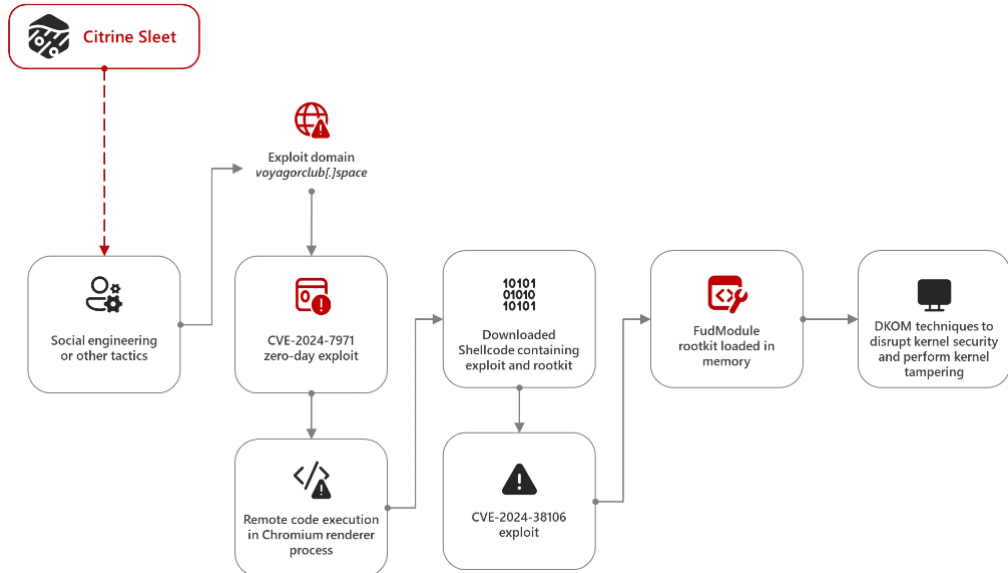 Citrine Sleet
Exploit domain
voyagorclub[.]space
Social engineering
or other tactics
CVE-2024-7971
zero-day exploit
Remote code execution
in Chromium renderer
process
10101
01010
10101
Downloaded
Shellcode containing
exploit and rootkit
CVE-2024-38106
exploit
FudModule
rootkit loaded in
memory
DKOM techniques to
disrupt kernel security
and perform kernel
tampering